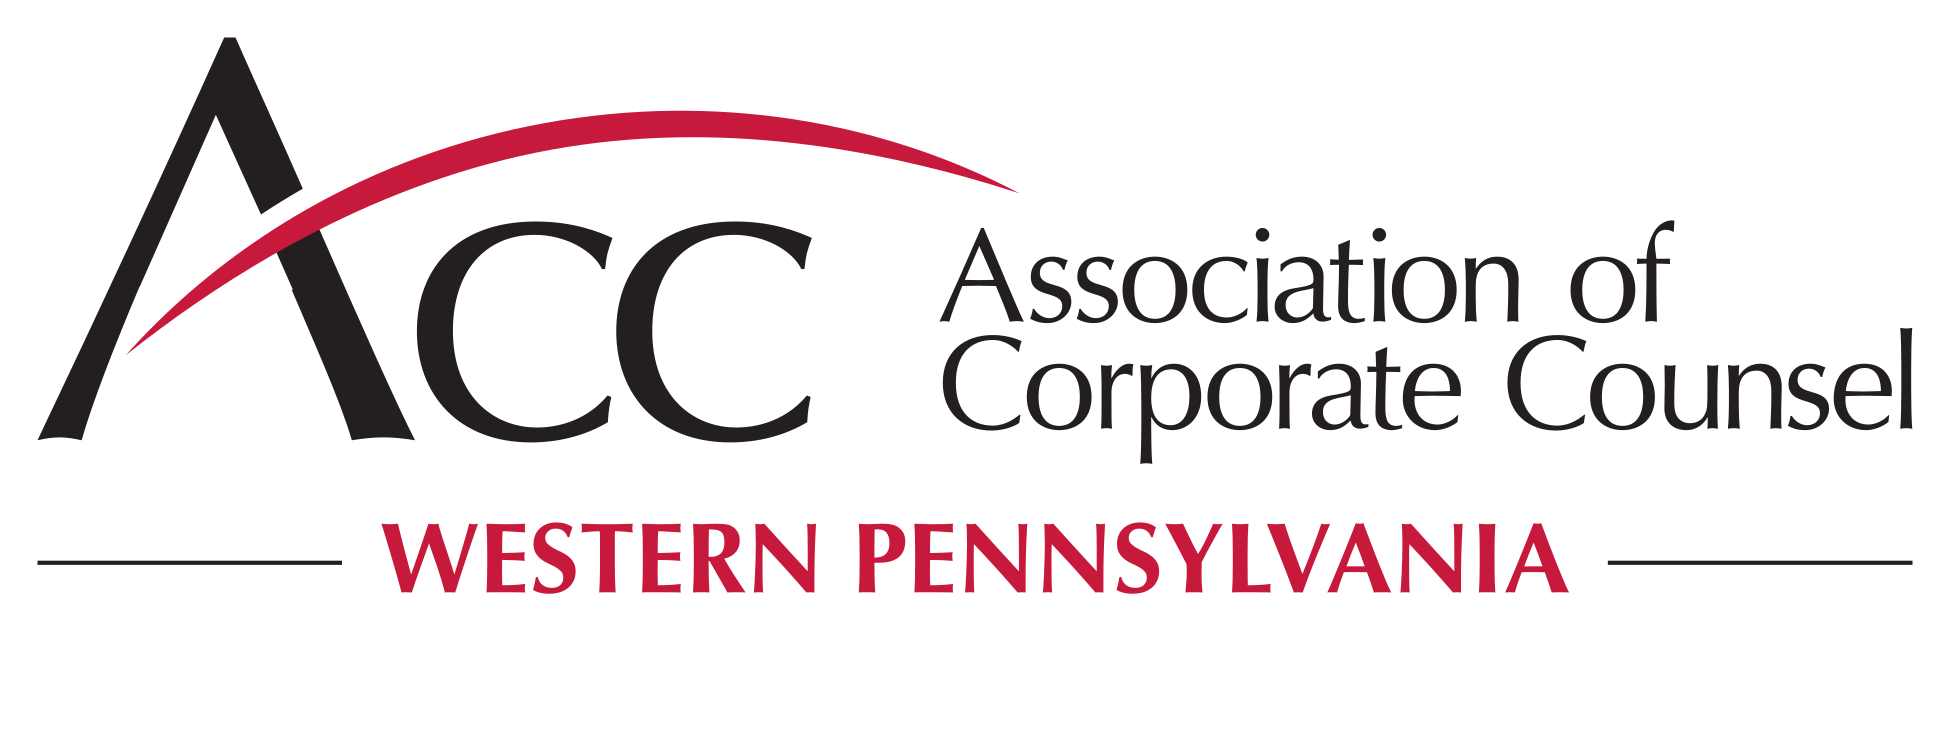 ACC
Association of
Corporate Counsel
WESTERN PENNSYLVANIA